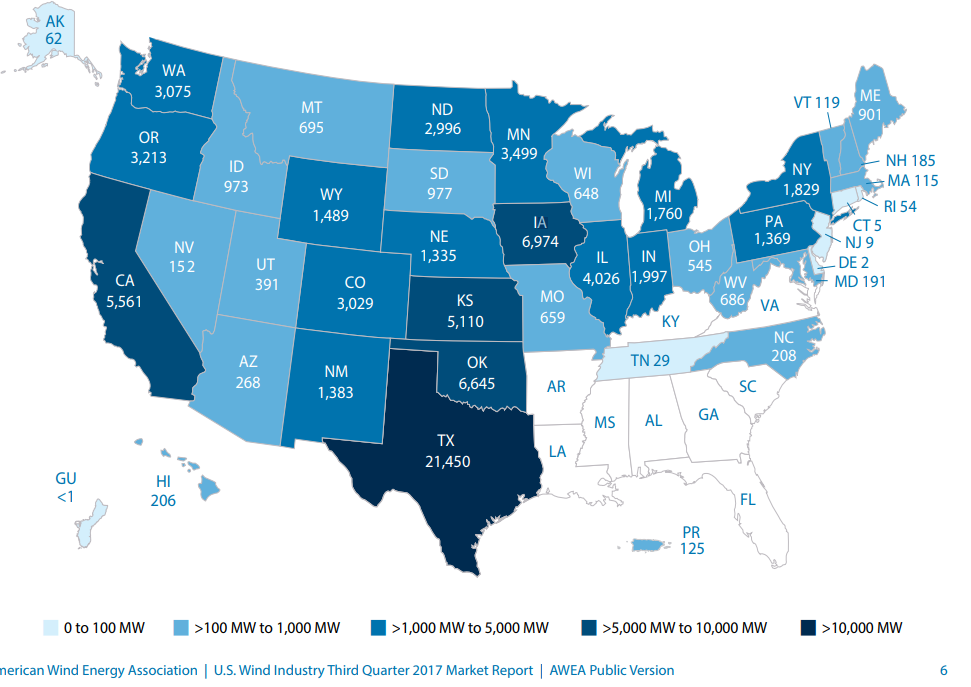 AK
62
WA
3,075
OR
3,213
ID
973
MT
695
ND
2,996
MN
3,499
SD
977
WI
648
MI
1,760
WY
1,489
NE
1,335
IA
6,974
NV
152
UT
391
CO
3,029
CA
5,561
KS
5,110
MO
659
IL
4,026
IN
1,997
OH
545
WV
686
KY
VA
PA
1,369
NY
1,829
VT 119
ME
901
NH 185
MA 115
RI 54
CT 5
NJ 9
DE 2
MD 191
NC
208
TN 29
SC
AZ
268
NM
1,383
OK
6,645
AR
MS
AL
GA
LA
FL
TX
21,450
GU
<1
HI
206
PR
125
0 to 100 MW
>100 MW to 1,000 MW
>1,000 MW to 5,000 MW
>5,000 MW to 10,000 MW
>10,000 MW
merican Wind Energy Association | U.S. Wind Industry Third Quarter 2017 Market Report | AWEA Public Version
6